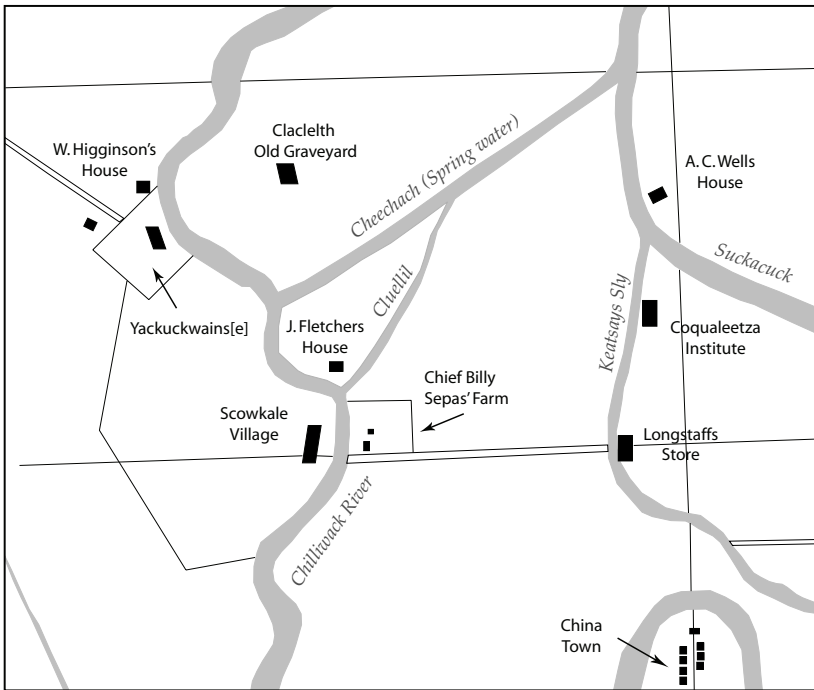 Claclelth
Old Graveyard
W. Higginson's
House
Cheechach (Spring water)
A. C. Wells
House
Suckacuck
Cluellil
Keatsays Sly
Yackuckwains[e]
J. Fletchers
House
Coqualeetza
Institute
Chief Billy
Sepas' Farm
Scowkale
Village
Longstaffs
Store
Chilliwack River
China
Town